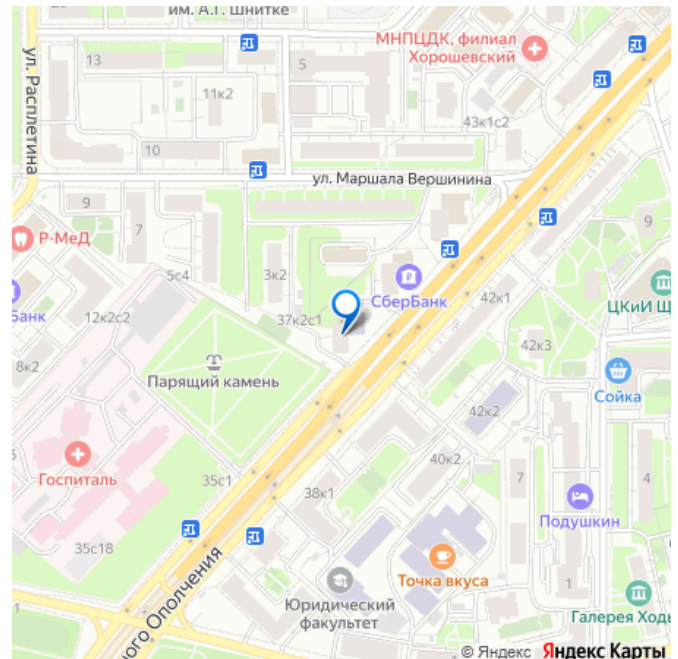 им. А.Г. Шнитке
МНПЦДК, филиал
Хорошевский
13
5
11к2
43к1с2
ул. Расплетина
10
ул. Маршала Вершинина
9
7
9
Р-МеД
5с4
3к2
СберБанк
42к1
ЦКиИ Щ
Банк
12к2с2
37к2с1
42к3
8к2
Парящий камень
Сойка
42к2
Госпиталь
35с1
40к2
38к1
7
4
Подушкин
35с18
Точка вкуса
1
Юридический
факультет
Галерея Ходы
ного Ополчения
© Яндекс Яндекс Карты